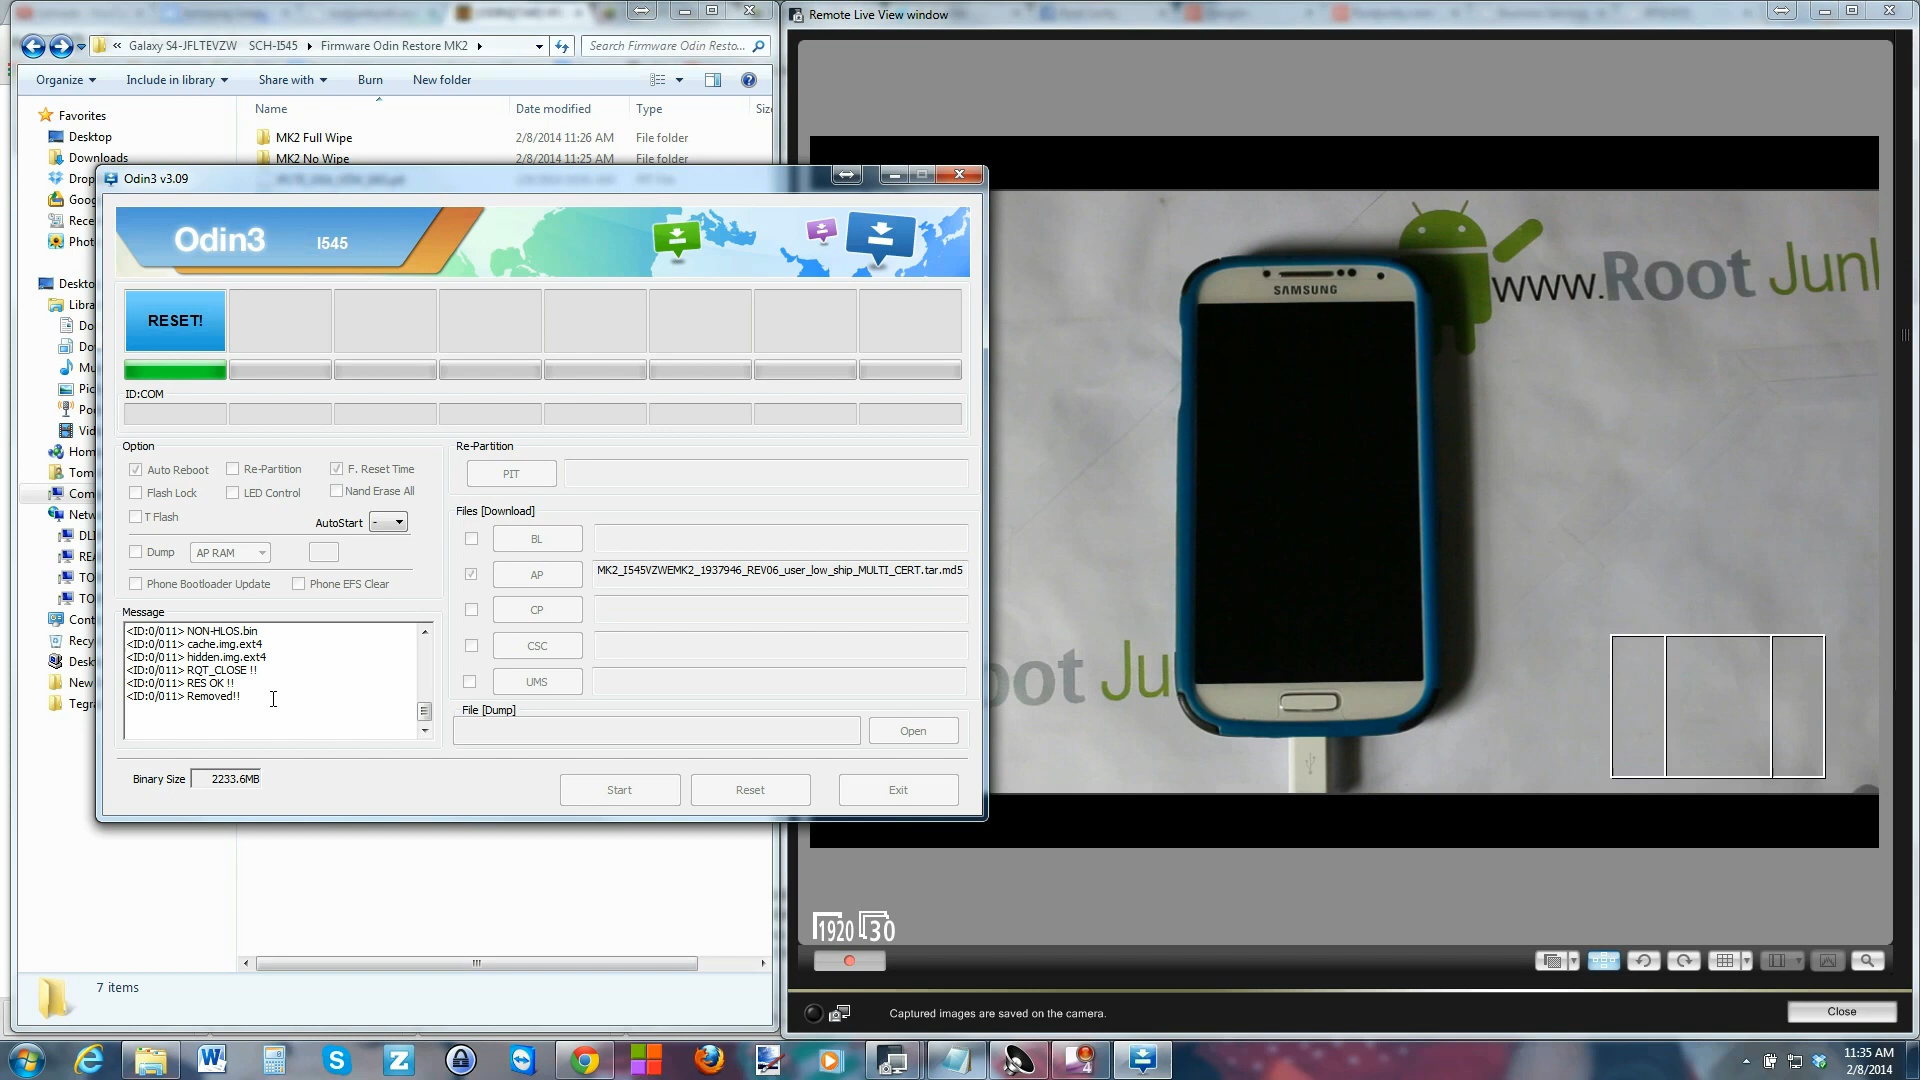 Remote Live View window
« Galaxy S4-JFLTEVZW SCH-I545 Firmware Odin Restore MK2
Search Firmware Odin Resto...
Organize
Include in library
Share with
Burn
New folder
Name
Date modified
Type
Favorites
Desktop
Downloads
MK2 Full Wipe
2/8/2014 11:26 AM
File folder
MK2 No Wipe
2/8/2014 11:25 AM
File folder
Odin3 v3.09
Odin3
I545
RESET!
ID:COM
Option
Auto Reboot
Re-Partition
F. Reset Time
Flash Lock
LED Control
Nand Erase All
T Flash
AutoStart
-
Dump
AP RAM
Phone Bootloader Update
Phone EFS Clear
Message
<ID:0/011> NON-HLOS.bin
<ID:0/011> cache.img.ext4
<ID:0/011> hidden.img.ext4
<ID:0/011> RQT_CLOSE !!
<ID:0/011> RES OK !!
<ID:0/011> Removed!!
Binary Size
2233.6MB
Re-Partition
PIT
Files [Download]
BL
AP
MK2_I545VZWEMK2_1937946_REV06_user_low_ship_MULTI_CERT.tar.md5
CP
CSC
UMS
File [Dump]
Open
Start
Reset
Exit
7 items
www.Root Jun
SAMSUNG
1920
30
Captured images are saved on the camera.
Close
11:35 AM
2/8/2014